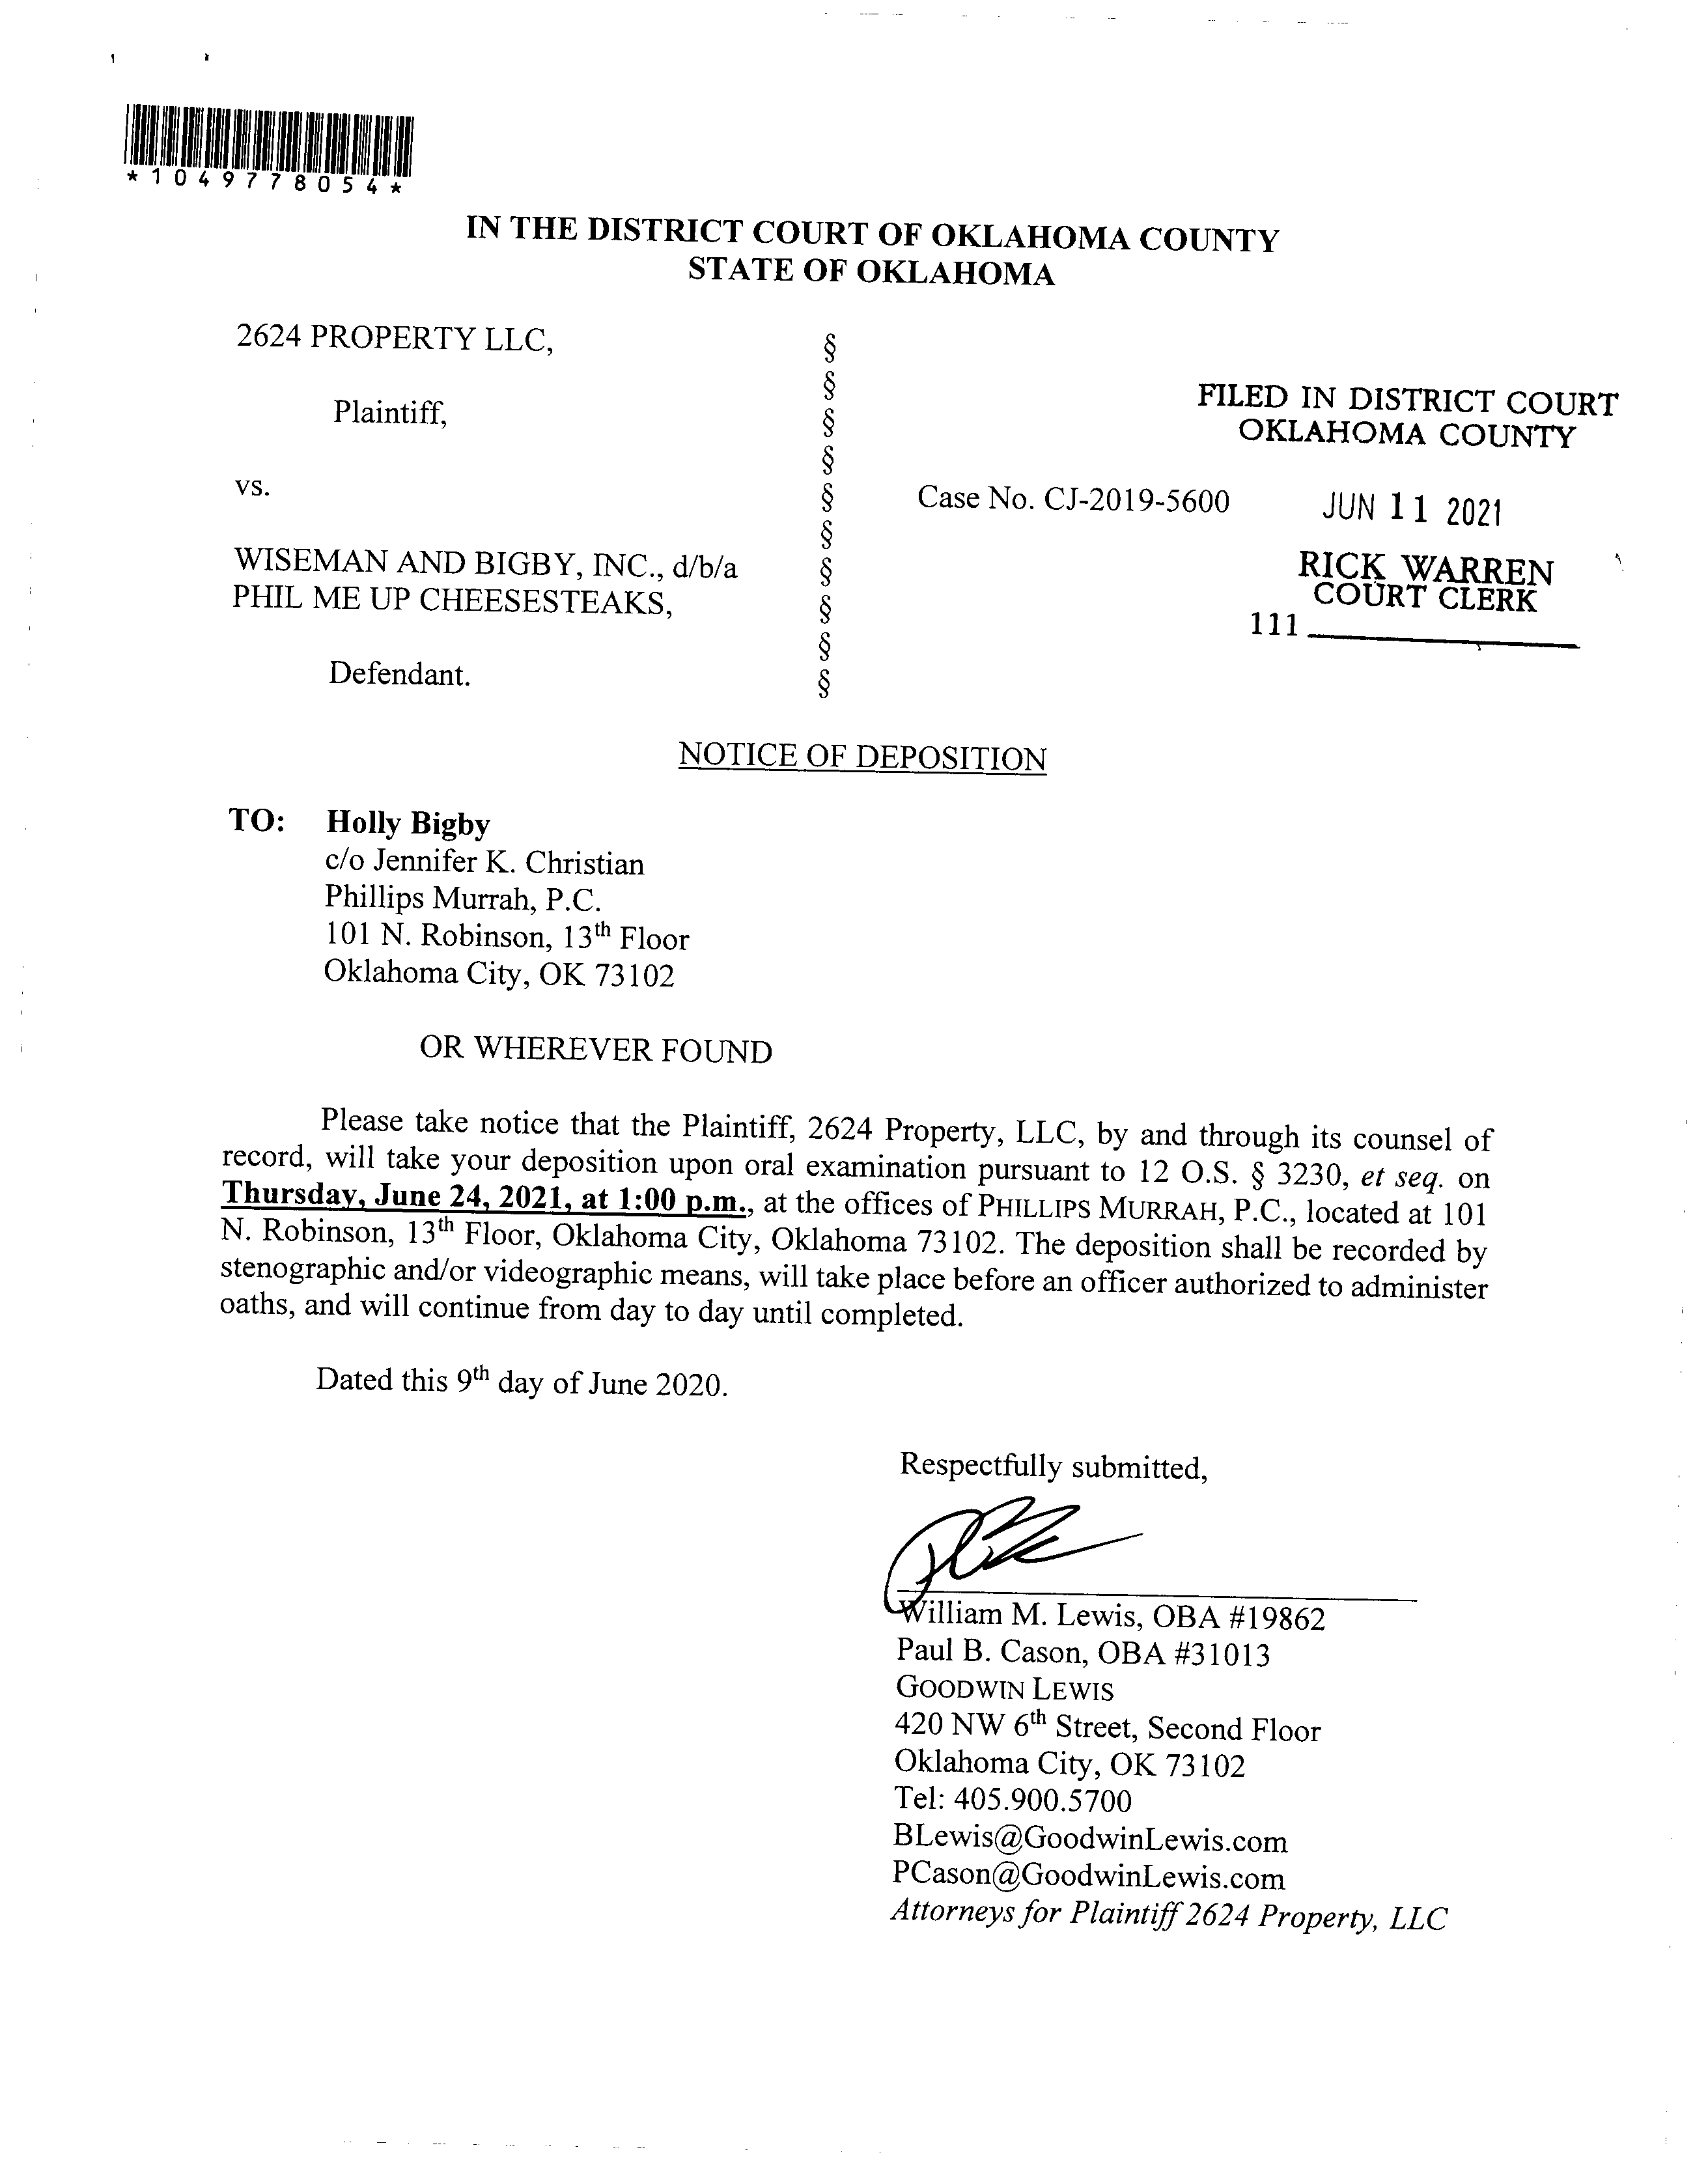 *1049778054*
IN THE DISTRICT COURT OF OKLAHOMA COUNTY
STATE OF OKLAHOMA
2624 PROPERTY LLC,
Plaintiff,
vs.
WISEMAN AND BIGBY, INC., d/b/a
PHIL ME UP CHEESESTEAKS,
Defendant.
§
§
§
§
§
§
§
§
§
§
Case No. CJ-2019-5600
FILED IN DISTRICT COURT
OKLAHOMA COUNTY
JUN 11 2021
RICK WARREN
COURT CLERK
111
NOTICE OF DEPOSITION
TO: Holly Bigby
c/o Jennifer K. Christian
Phillips Murrah, P.C.
101 N. Robinson, 13th Floor
Oklahoma City, OK 73102
OR WHEREVER FOUND
Please take notice that the Plaintiff, 2624 Property, LLC, by and through its counsel of
record, will take your deposition upon oral examination pursuant to 12 O.S. § 3230, et seq. on
Thursday, June 24, 2021, at 1:00 p.m., at the offices of PHILLIPS MURRAH, P.C., located at 101
N. Robinson, 13th Floor, Oklahoma City, Oklahoma 73102. The deposition shall be recorded by
stenographic and/or videographic means, will take place before an officer authorized to administer
oaths, and will continue from day to day until completed.
Dated this 9th day of June 2020.
Respectfully submitted,
William M. Lewis, OBA #19862
Paul B. Cason, OBA #31013
GOODWIN LEWIS
420 NW 6th Street, Second Floor
Oklahoma City, OK 73102
Tel: 405.900.5700
BLewis@GoodwinLewis.com
PCason@GoodwinLewis.com
Attorneys for Plaintiff 2624 Property, LLC